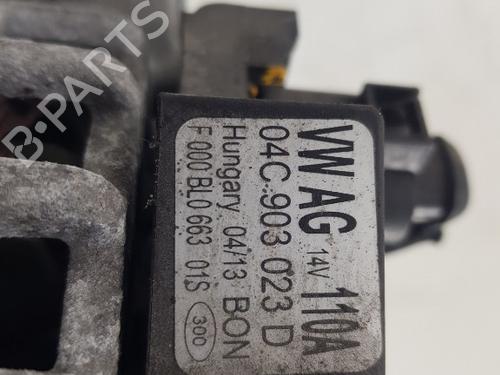 VW AG 14V 110A
04C 903 023 D
Hungary 04/13 BON
F 000 BL0 663 01S 300
B-PARTS